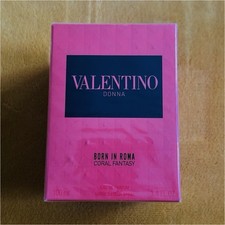 VALENTINO
DONNA
BORN IN ROMA
CORAL FANTASY